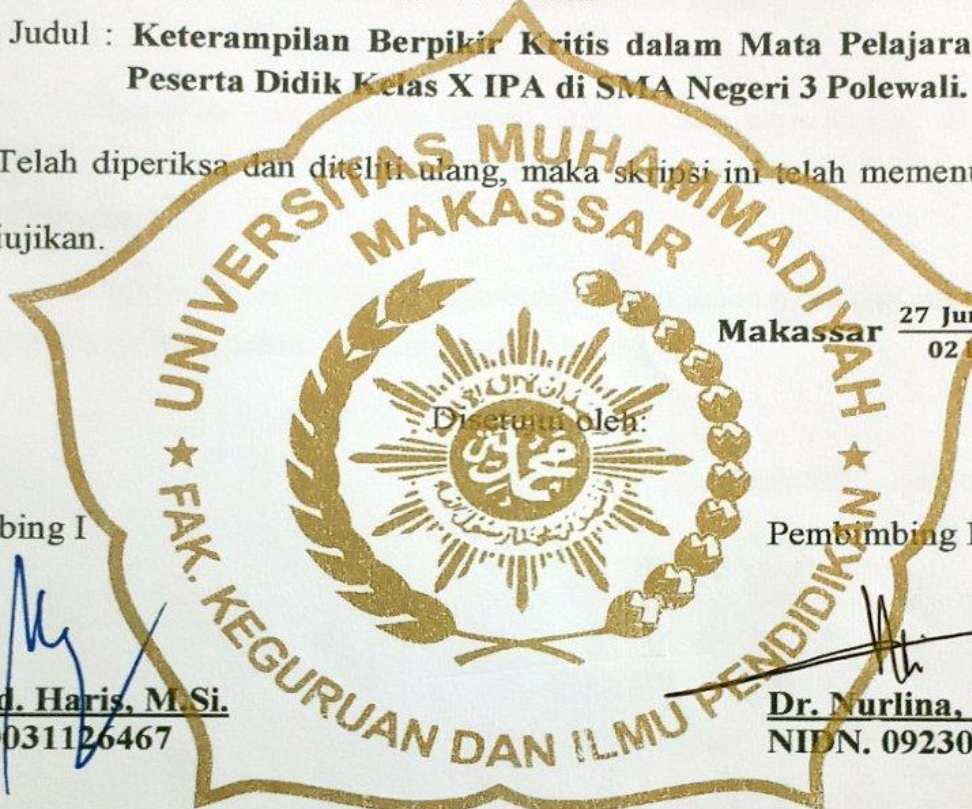 Judul : Keterampilan Berpikir Kritis dalam Mata Pelajara
Peserta Didik Kelas X IPA di SMA Negeri 3 Polewali.
Telah diperiksa dan diteliti ulang, maka skripsi ini telah memenu
iujikan.
UNIVERSITAS MUHAMMADIYAH
MAKASSAR
Makassar 27 Jun
02
Disetujui oleh:
bing I
Pembimbing I
d. Haris, M.Si.
0031126467
Dr. Nurlina,
NIDN. 09230
★ FAK. KEGURUAN DAN ILMU PENDIDIKAN ★